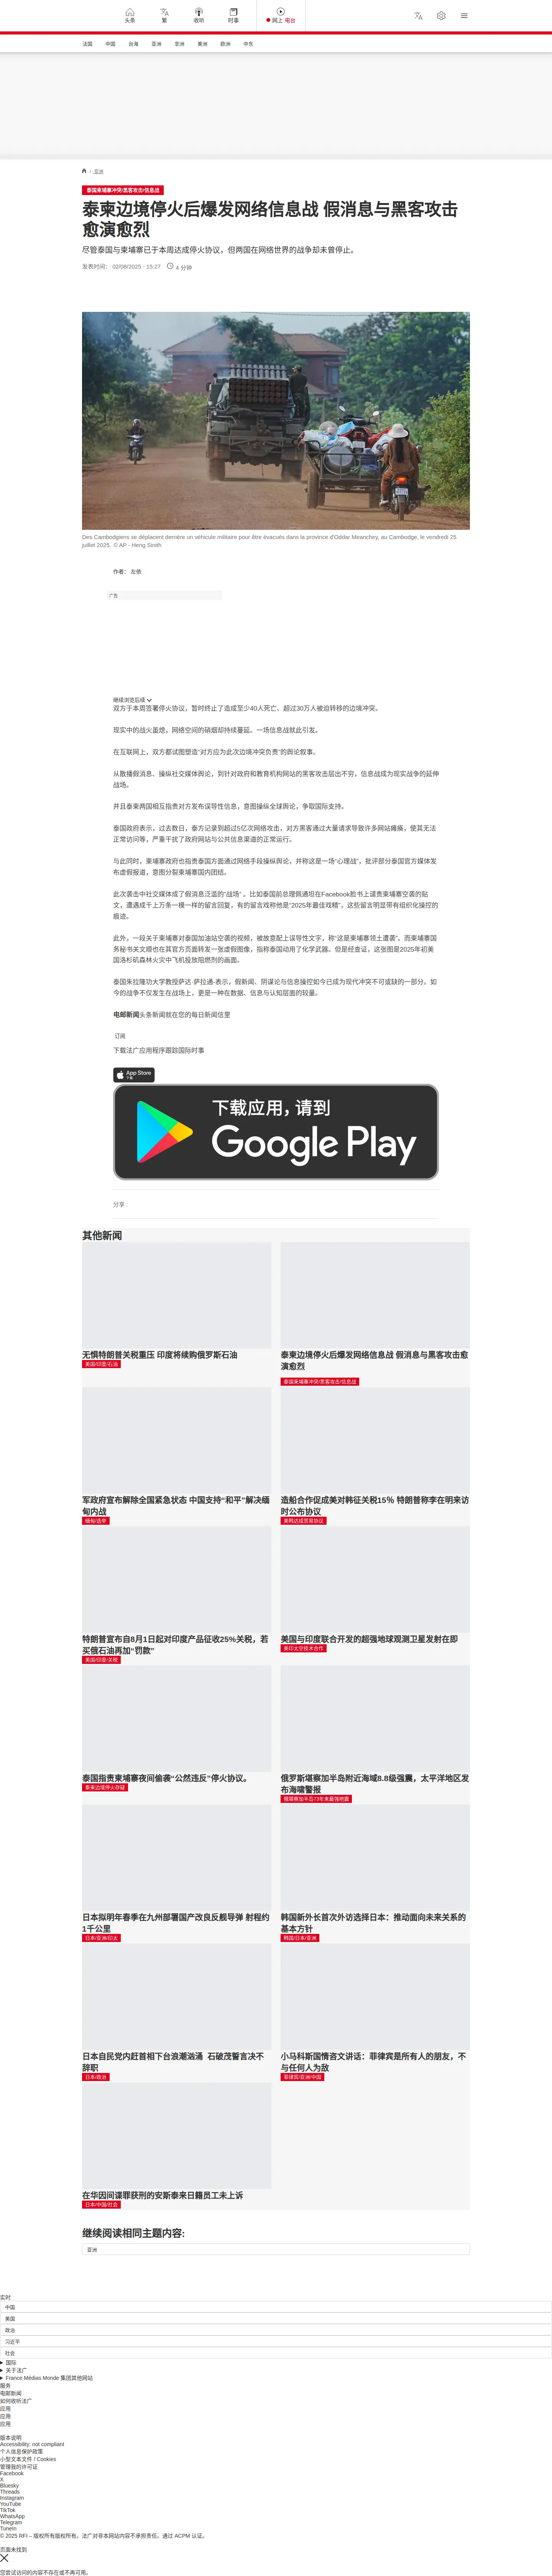 头条
繁
收听
时事
网上 电台
法国
中国
台海
亚洲
非洲
美洲
欧洲
中东
亚洲
泰国柬埔寨冲突/黑客攻击/信息战
泰柬边境停火后爆发网络信息战 假消息与黑客攻击
愈演愈烈
尽管泰国与柬埔寨已于本周达成停火协议，但两国在网络世界的战争却未曾停止。
发表时间： 02/08/2025 - 15:27
4 分钟
Des Cambodgiens se déplacent derrière un véhicule militaire pour être évacués dans la province d'Oddar Meanchey, au Cambodge, le vendredi 25
juillet 2025. © AP - Heng Sinith
作者： 左依
广告
继续浏览后续
双方于本周签署停火协议，暂时终止了造成至少40人死亡、超过30万人被迫转移的边境冲突。
现实中的战火虽熄，网络空间的硝烟却持续蔓延。一场信息战就此引发。
在互联网上，双方都试图塑造“对方应为此次边境冲突负责”的舆论叙事。
从散播假消息、操纵社交媒体舆论，到针对政府和教育机构网站的黑客攻击层出不穷，信息战成为现实战争的延伸
战场。
并且泰柬两国相互指责对方发布误导性信息，意图操纵全球舆论，争取国际支持。
泰国政府表示，过去数日，泰方记录到超过5亿次网络攻击，对方黑客通过大量请求导致许多网站瘫痪，使其无法
正常访问等，严重干扰了政府网站与公共信息渠道的正常运行。
与此同时，柬埔寨政府也指责泰国方面通过网络手段操纵舆论，并称这是一场“心理战”，批评部分泰国官方媒体发
布虚假报道，意图分裂柬埔寨国内团结。
此次袭击中社交媒体成了假消息泛滥的“战场” 。比如泰国前总理佩通坦在Facebook脸书上谴责柬埔寨空袭的贴
文，遭遇成千上万条一模一样的留言回复，有的留言戏称他是“2025年最佳戏精”，这些留言明显带有组织化操控的
痕迹。
此外，一段关于柬埔寨对泰国加油站空袭的视频，被故意配上误导性文字，称“这是柬埔寨领土遭袭”。而柬埔寨国
务秘书关文顺也在其官方页面转发一张虚假图像，指称泰国动用了化学武器。但是经查证，这张图是2025年初美
国洛杉矶森林火灾中飞机投放阻燃剂的画面。
泰国朱拉隆功大学教授萨达·萨拉通-表示，假新闻、阴谋论与信息操控如今已成为现代冲突不可或缺的一部分。如
今的战争不仅发生在战场上，更是一种在数据、信息与认知层面的较量。
电邮新闻头条新闻就在您的每日新闻信里
订阅
下载法广应用程序跟踪国际时事
App Store
下载
下载应用，请到
Google Play
分享 :
其他新闻
无惧特朗普关税重压 印度将续购俄罗斯石油
美国/印度/石油
泰柬边境停火后爆发网络信息战 假消息与黑客攻击愈
演愈烈
泰国柬埔寨冲突/黑客攻击/信息战
军政府宣布解除全国紧急状态 中国支持“和平”解决缅
甸内战
缅甸/选举
造船合作促成美对韩征关税15％ 特朗普称李在明来访
时公布协议
美韩达成贸易协议
特朗普宣布自8月1日起对印度产品征收25%关税，若
买俄石油再加“罚款”
美国/印度/关税
美国与印度联合开发的超强地球观测卫星发射在即
美印太空技术合作
泰国指责柬埔寨夜间偷袭“公然违反”停火协议。
泰柬边境停火存疑
俄罗斯堪察加半岛附近海域8.8级强震，太平洋地区发
布海啸警报
俄堪察加半岛73年来最强地震
日本拟明年春季在九州部署国产改良反舰导弹 射程约
1千公里
日本/亚洲/印太
韩国新外长首次外访选择日本：推动面向未来关系的
基本方针
韩国/日本/亚洲
日本自民党内赶首相下台浪潮汹涌 石破茂誓言决不
辞职
日本/政治
小马科斯国情咨文讲话：菲律宾是所有人的朋友，不
与任何人为敌
菲律宾/亚洲/中国
在华因间谍罪获刑的安斯泰来日籍员工未上诉
日本/中国/社会
继续阅读相同主题内容:
亚洲
实时
中国
美国
政治
习近平
社会
国际
关于法广
France Médias Monde 集团其他网站
服务
电邮新闻
如何收听法广
应用
应用
应用
版本说明
Accessibility: not compliant
个人信息保护政策
小型文本文件 / Cookies
管理我的许可证
Facebook
X
Bluesky
Threads
Instagram
YouTube
TikTok
WhatsApp
Telegram
TuneIn
© 2025 RFI – 版权所有版权所有。法广对非本网站内容不承担责任。通过 ACPM 认证。
页面未找到
您尝试访问的内容不存在或不再可用。